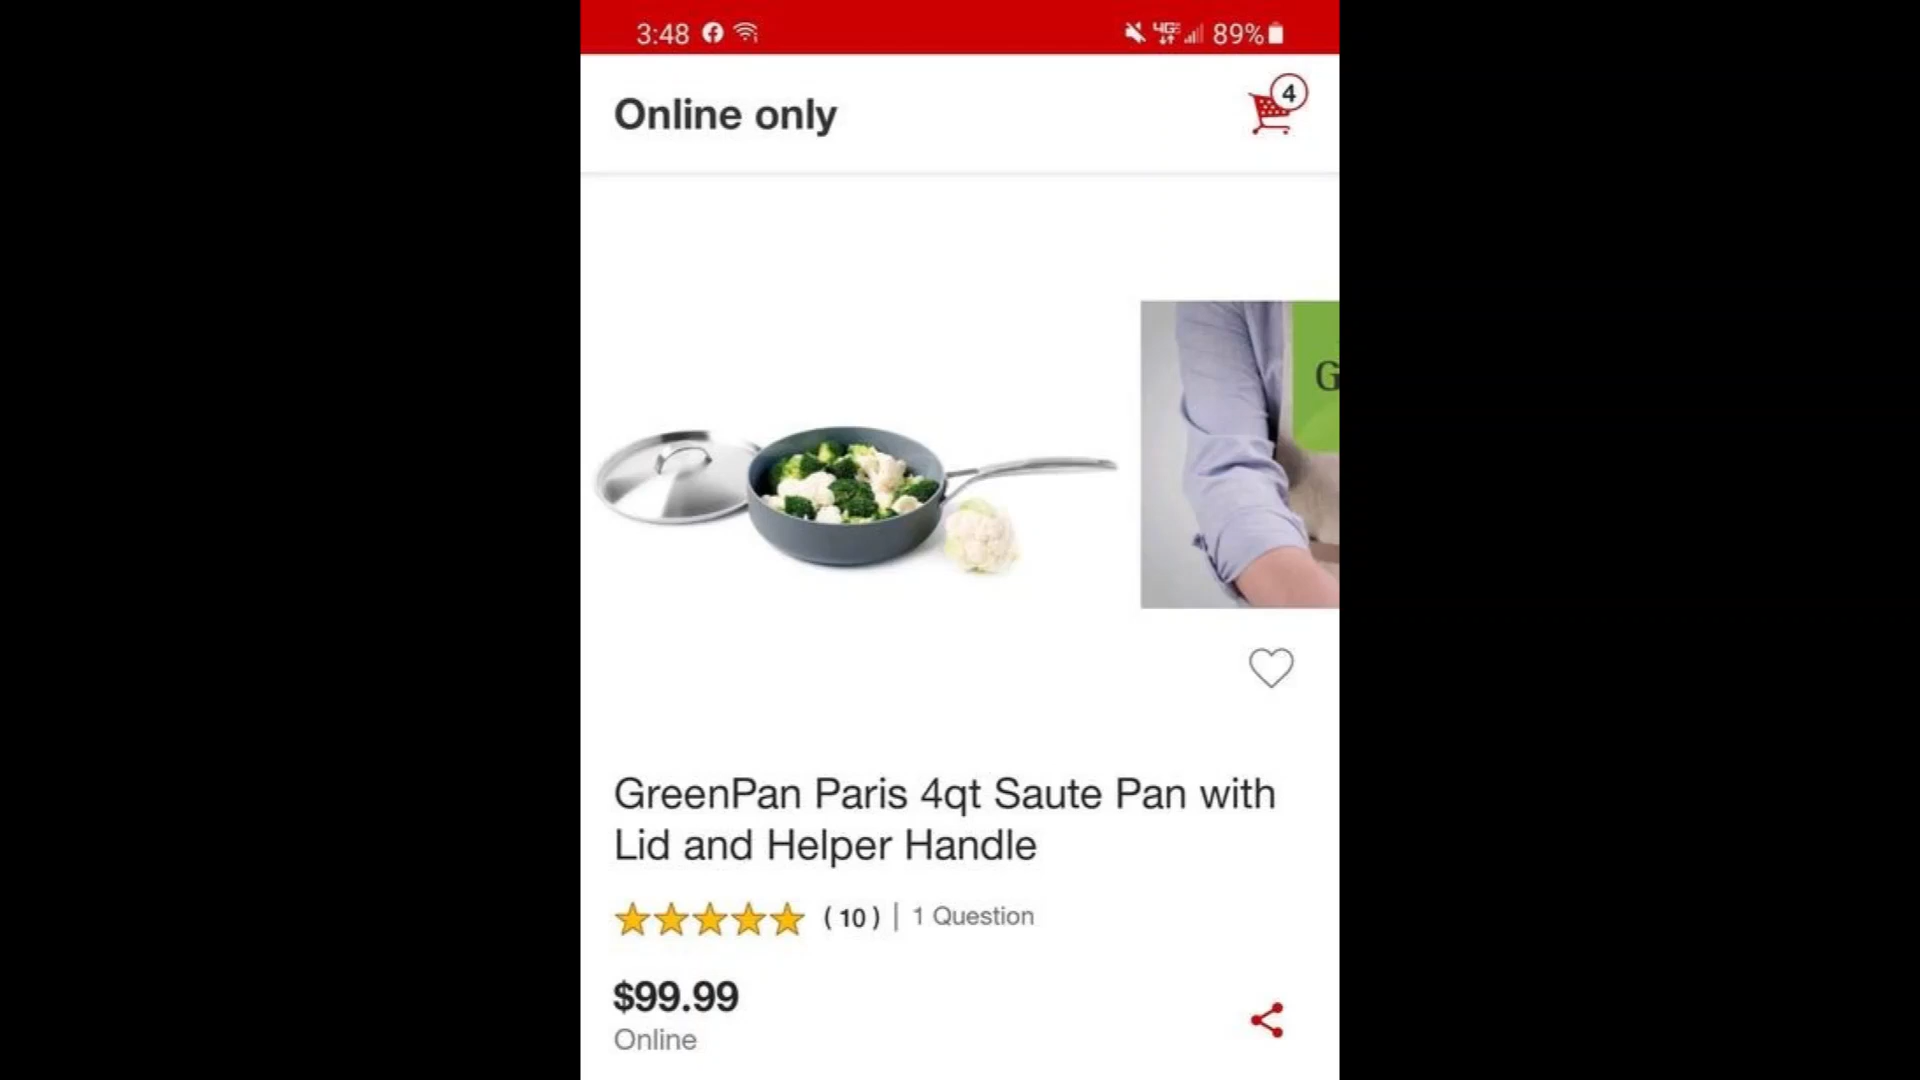 3:48 4GE 89%
Online only 4
G
GreenPan Paris 4qt Saute Pan with
Lid and Helper Handle
(10) | 1 Question
$99.99
Online